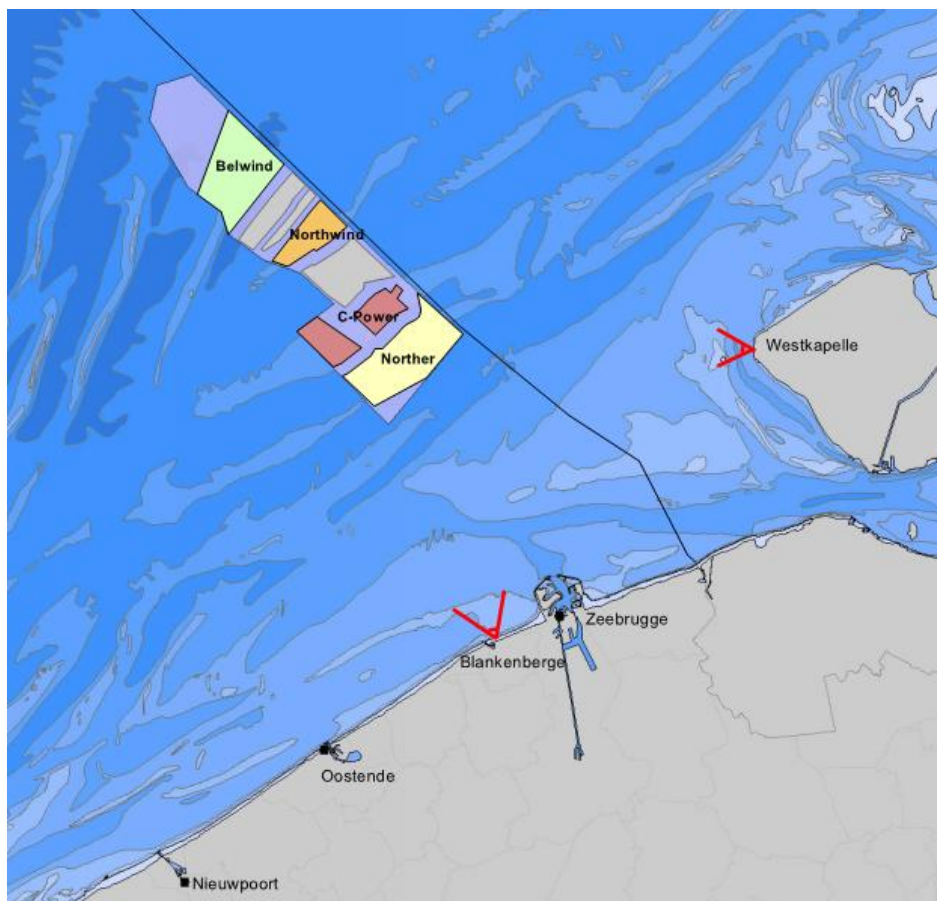 Belwind
Northwind
C-Power
Norther
Westkapelle
Zeebrugge
Blankenberge
Oostende
Nieuwpoort